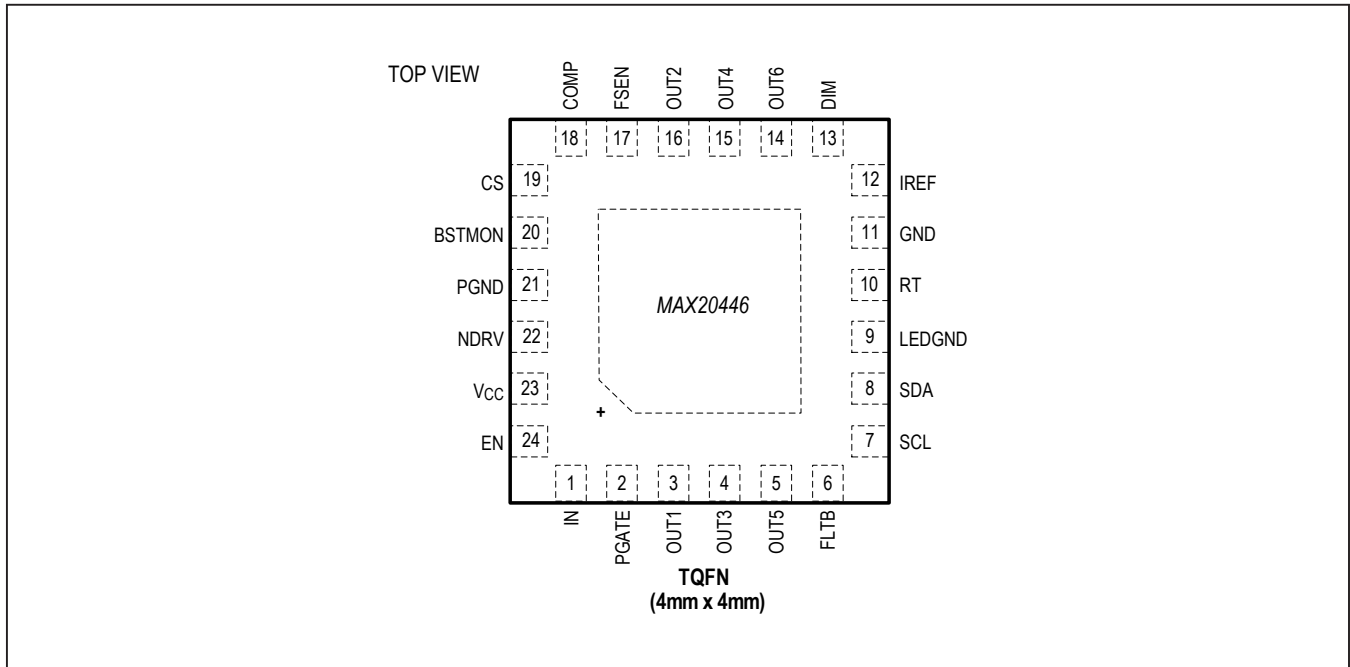 TOP VIEW
COMP
FSEN
OUT2
OUT4
OUT6
DIM
18
17
16
15
14
13
CS 19
12 IREF
BSTMON 20
11 GND
PGND 21
10 RT
MAX20446
NDRV 22
9 LEDGND
VCC 23
8 SDA
+
EN 24
7 SCL
1
2
3
4
5
6
IN
PGATE
OUT1
OUT3
OUT5
FLTB
TQFN
(4mm x 4mm)